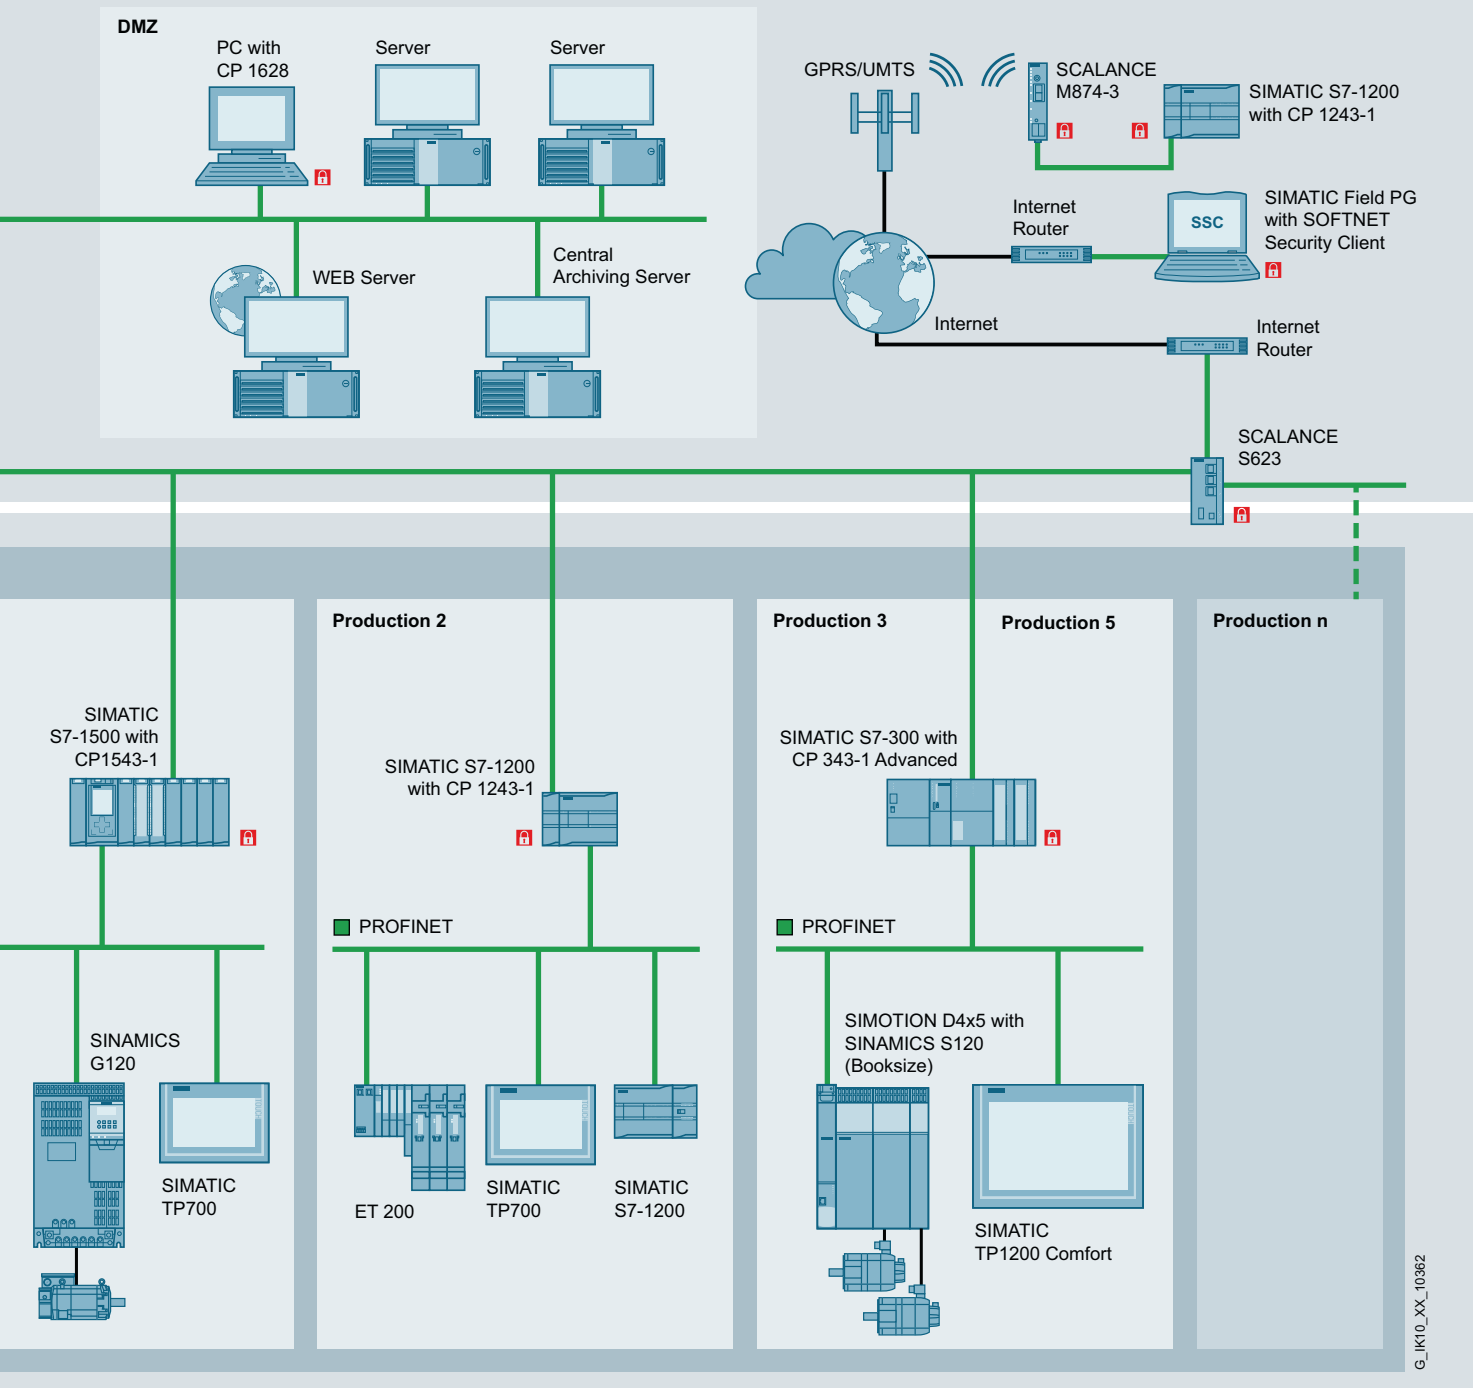 DMZ
PC with
CP 1628
Server
Server
WEB Server
Central
Archiving Server
GPRS/UMTS
SCALANCE
M874-3
SIMATIC S7-1200
with CP 1243-1
Internet
Router
SSC
SIMATIC Field PG
with SOFTNET
Security Client
Internet
Internet
Router
SCALANCE
S623
SIMATIC
S7-1500 with
CP1543-1
SINAMICS
G120
SIMATIC
TP700
Production 2
SIMATIC S7-1200
with CP 1243-1
PROFINET
ET 200
SIMATIC
TP700
SIMATIC
S7-1200
Production 3
Production 5
SIMATIC S7-300 with
CP 343-1 Advanced
PROFINET
SIMOTION D4x5 with
SINAMICS S120
(Booksize)
SIMATIC
TP1200 Comfort
Production n
G_IK10_XX_10362